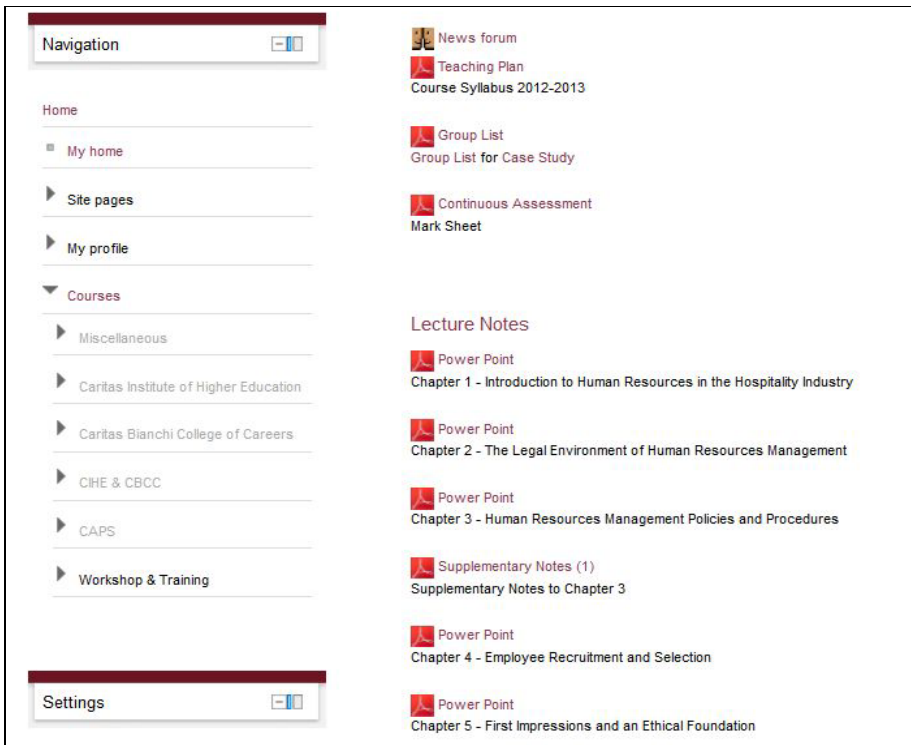 Navigation
Home
My home
Site pages
My profile
Courses
Miscellaneous
Caritas Institute of Higher Education
Caritas Bianchi College of Careers
CIHE & CBCC
CAPS
Workshop & Training
Settings
News forum
Teaching Plan
Course Syllabus 2012-2013
Group List
Group List for Case Study
Continuous Assessment
Mark Sheet
Lecture Notes
Power Point
Chapter 1 - Introduction to Human Resources in the Hospitality Industry
Power Point
Chapter 2 - The Legal Environment of Human Resources Management
Power Point
Chapter 3 - Human Resources Management Policies and Procedures
Supplementary Notes (1)
Supplementary Notes to Chapter 3
Power Point
Chapter 4 - Employee Recruitment and Selection
Power Point
Chapter 5 - First Impressions and an Ethical Foundation